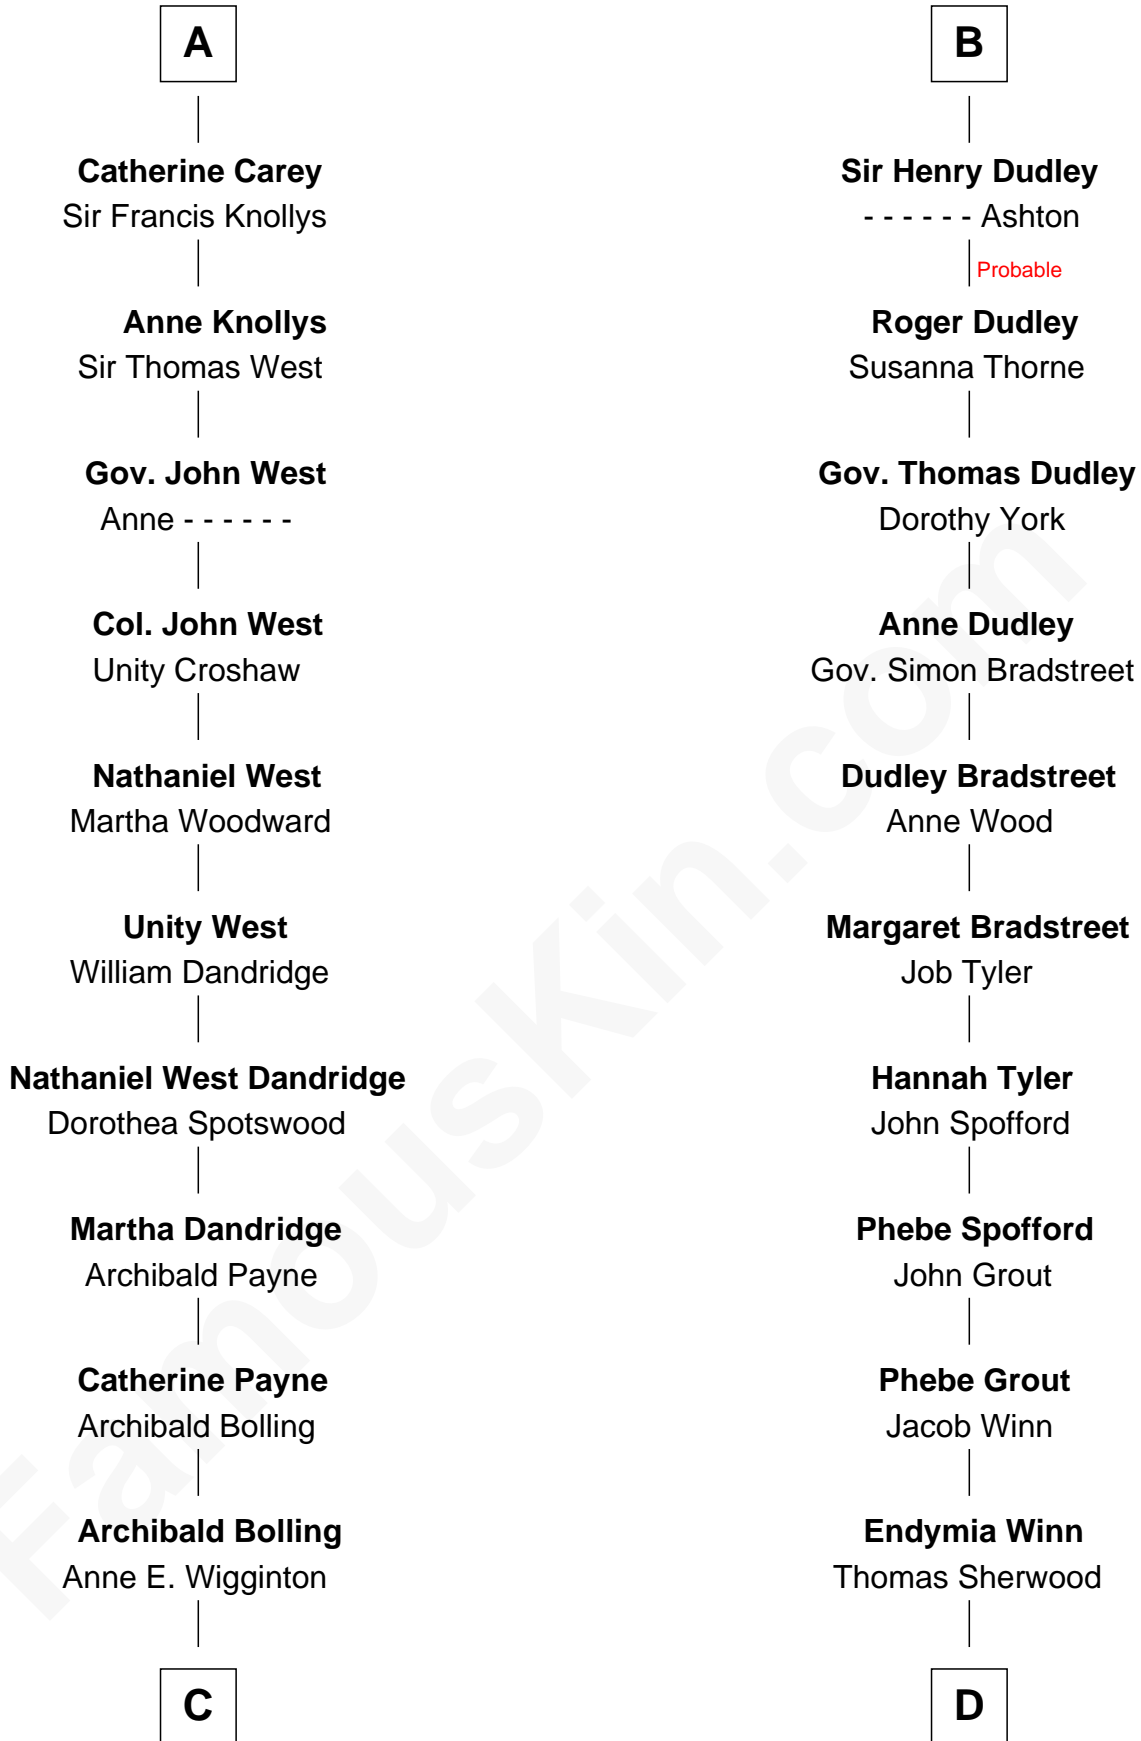 A
Catherine Carey
Sir Francis Knollys
Anne Knollys
Sir Thomas West
Gov. John West
Anne - - - - - -
Col. John West
Unity Croshaw
Nathaniel West
Martha Woodward
Unity West
William Dandridge
Nathaniel West Dandridge
Dorothea Spotswood
Martha Dandridge
Archibald Payne
Catherine Payne
Archibald Bolling
Archibald Bolling
Anne E. Wigginton
C
B
Sir Henry Dudley
- - - - - - Ashton
Probable
Roger Dudley
Susanna Thorne
Gov. Thomas Dudley
Dorothy York
Anne Dudley
Gov. Simon Bradstreet
Dudley Bradstreet
Anne Wood
Margaret Bradstreet
Job Tyler
Hannah Tyler
John Spofford
Phebe Spofford
John Grout
Phebe Grout
Jacob Winn
Endymia Winn
Thomas Sherwood
D
FamousKin.com